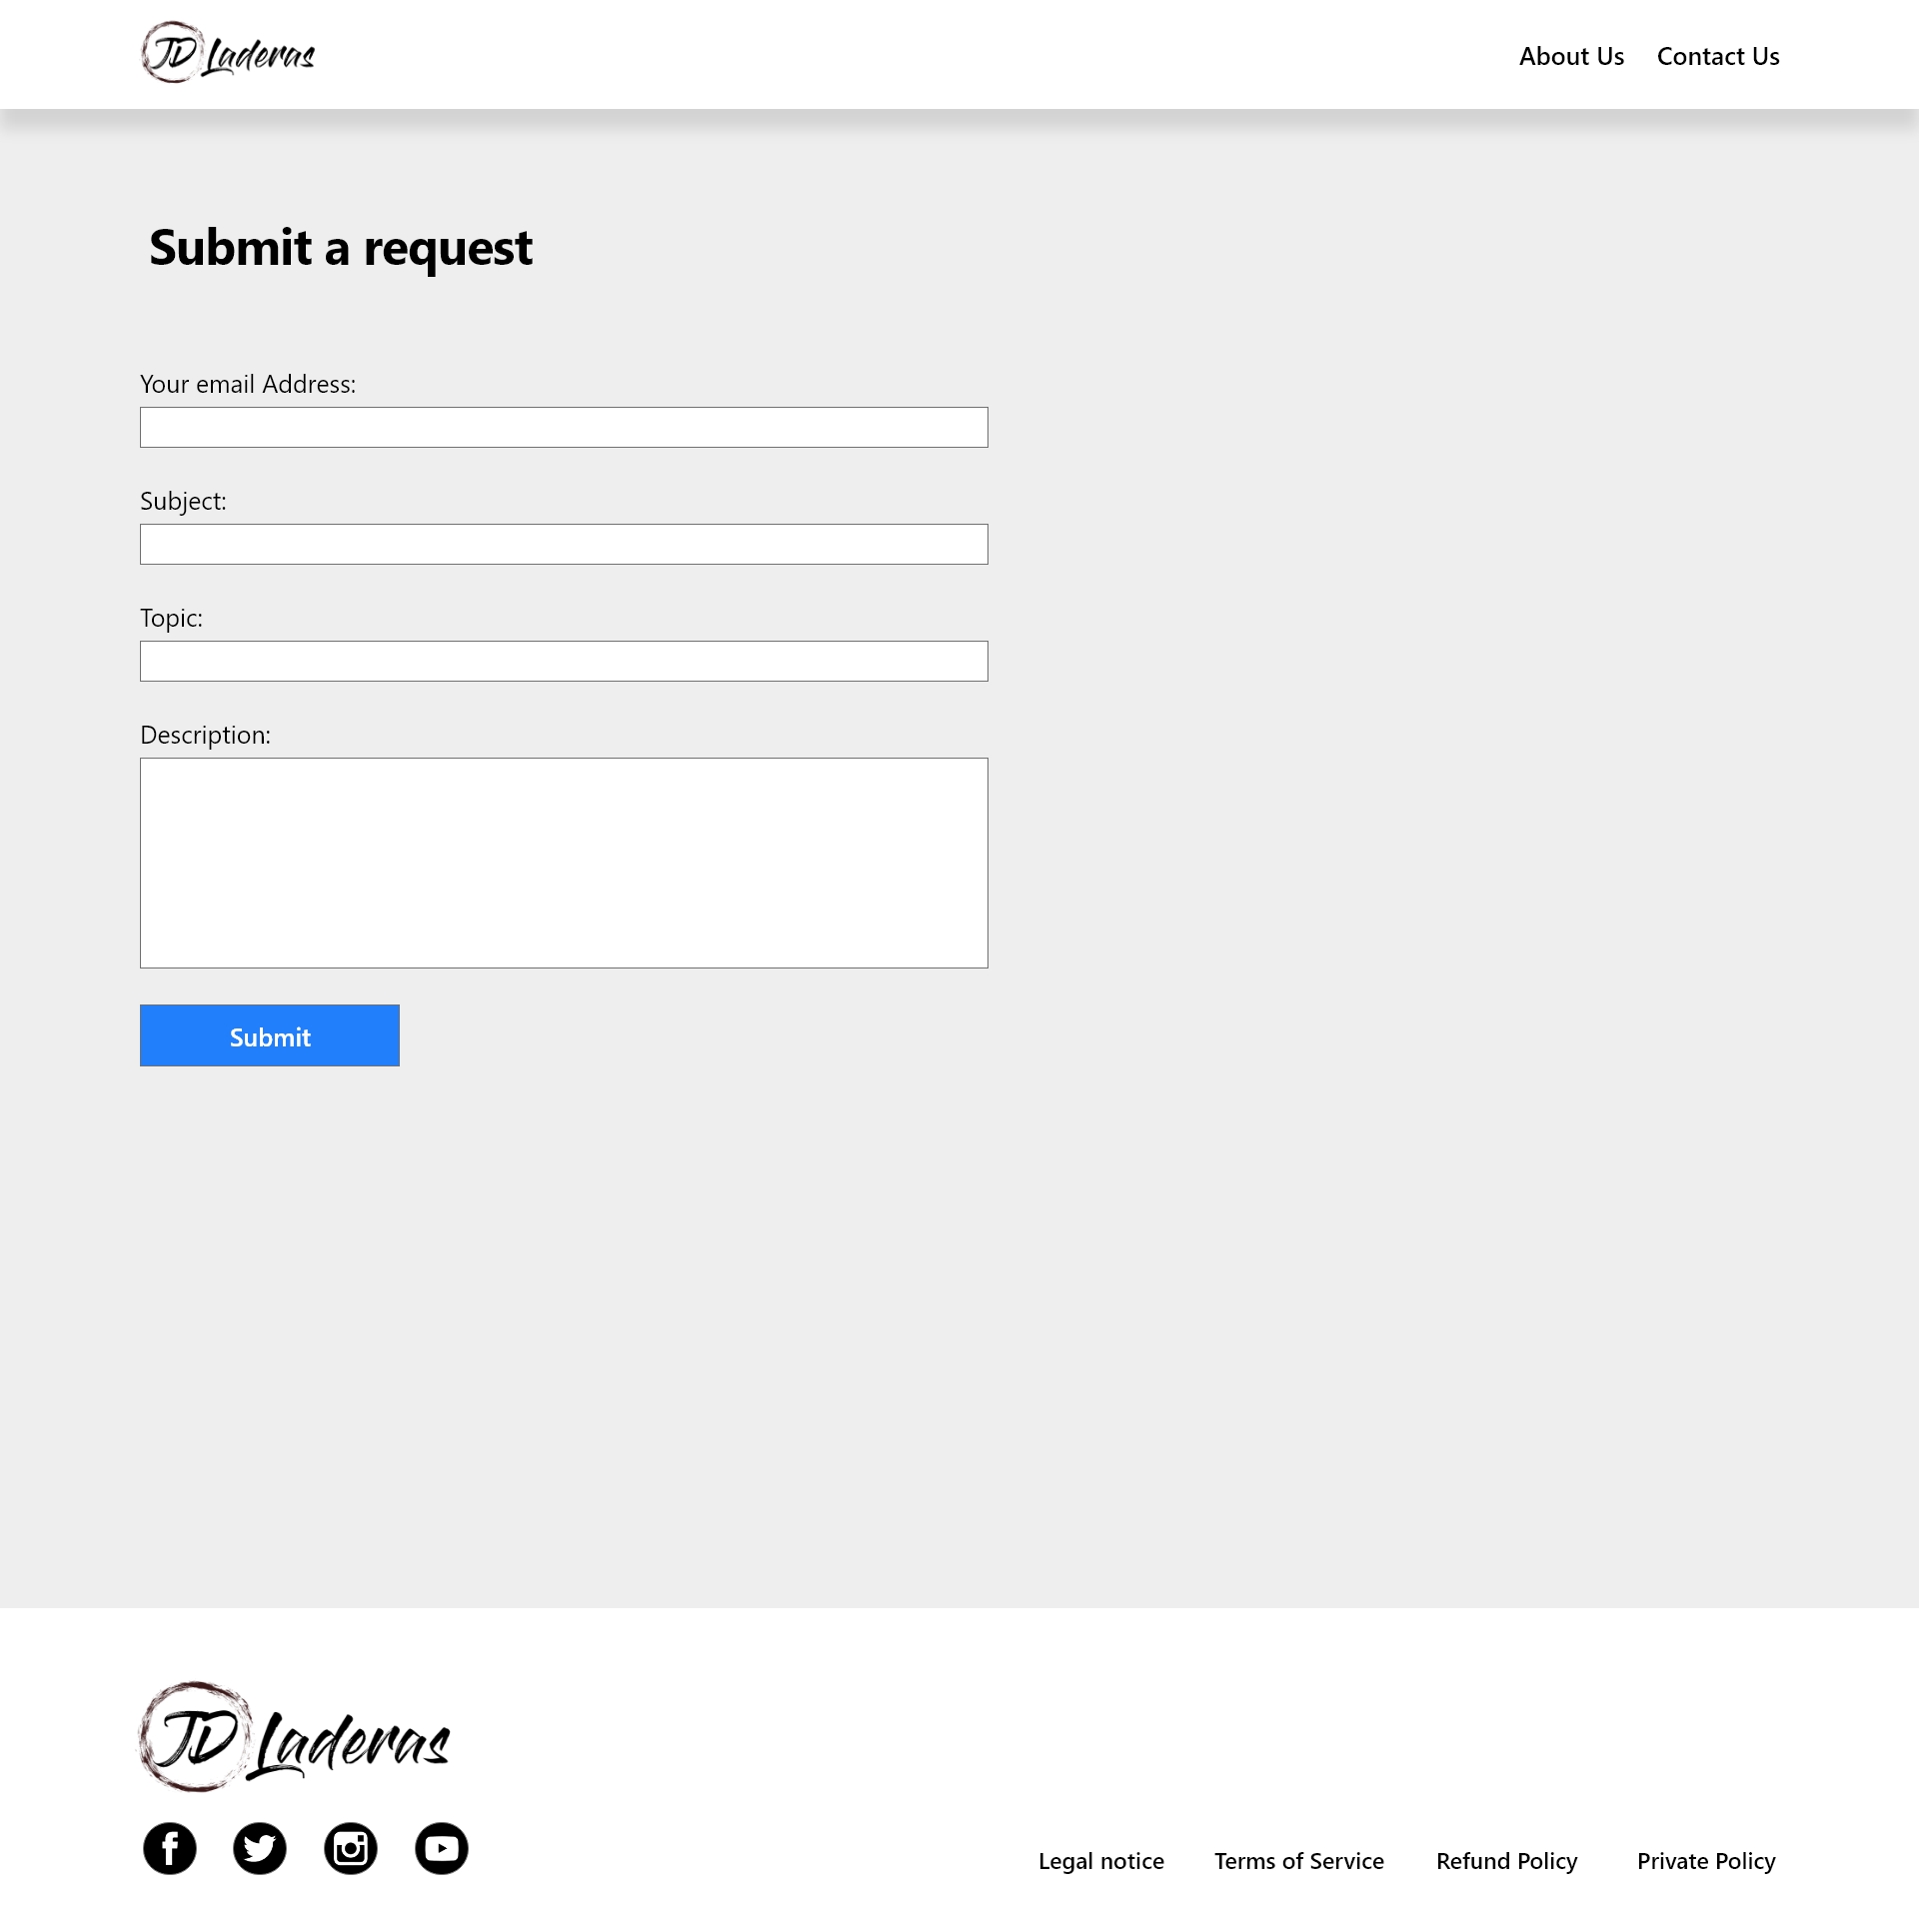 JD Laderas
About Us Contact Us
Submit a request
Your email Address:
Subject:
Topic:
Description:
Submit
JD Laderas
Legal notice Terms of Service Refund Policy Private Policy